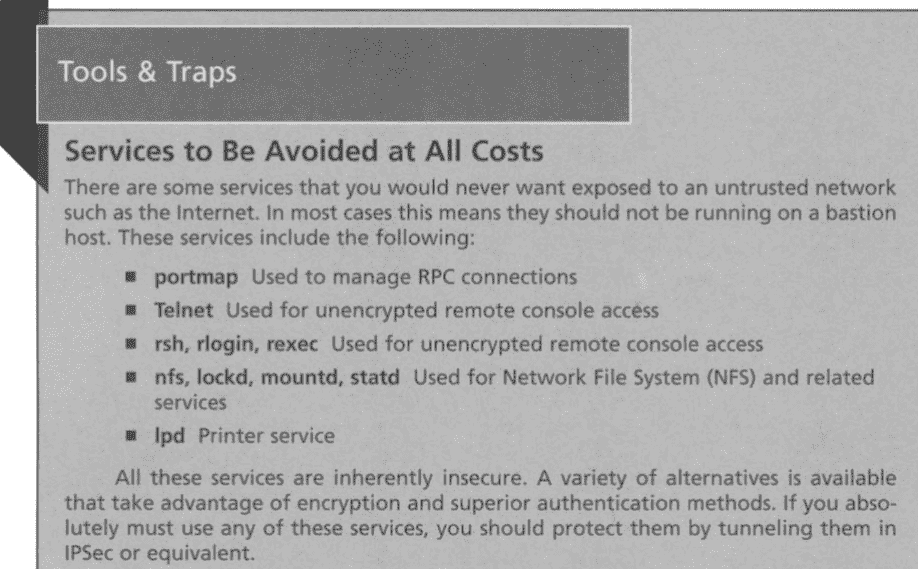 Tools & Traps
Services to Be Avoided at All Costs
There are some services that you would never want exposed to an untrusted network
such as the Internet. In most cases this means they should not be running on a bastion
host. These services include the following:
■ portmap Used to manage RPC connections
■ Telnet Used for unencrypted remote console access
■ rsh, rlogin, rexec Used for unencrypted remote console access
■ nfs, lockd, mountd, statd Used for Network File System (NFS) and related
services
■ lpd Printer service
All these services are inherently insecure. A variety of alternatives is available
that take advantage of encryption and superior authentication methods. If you abso-
lutely must use any of these services, you should protect them by tunneling them in
IPSec or equivalent.